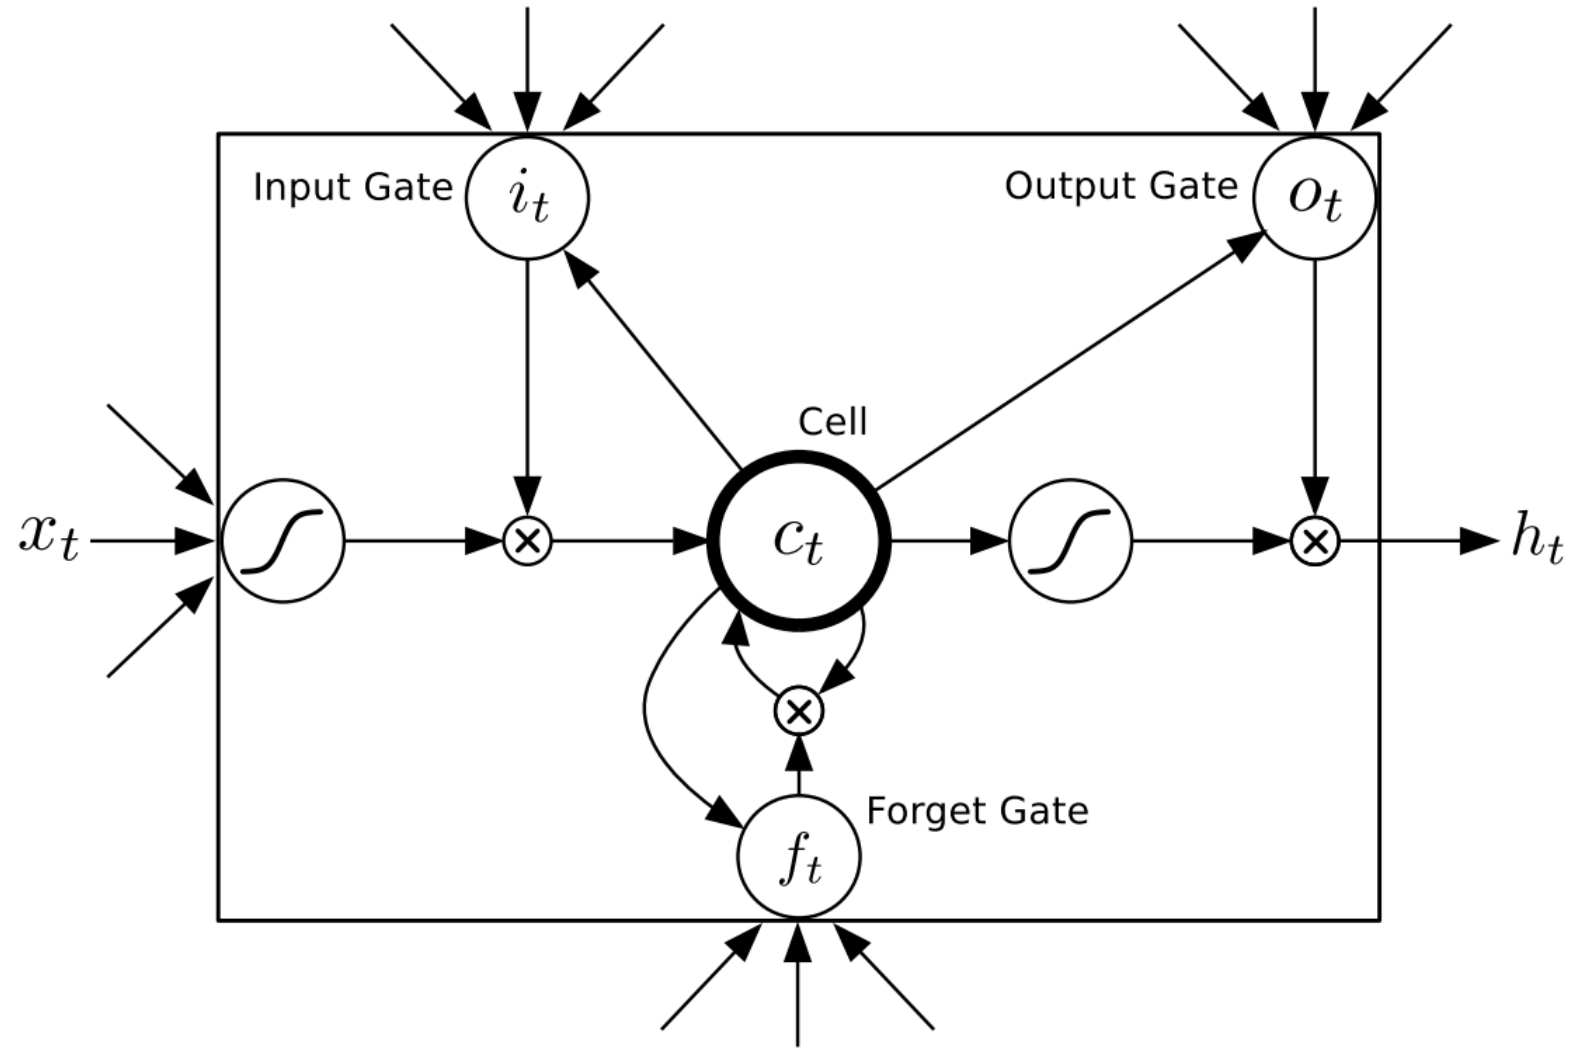 Input Gate
i_t
Output Gate
o_t
Cell
x_t
c_t
h_t
Forget Gate
f_t